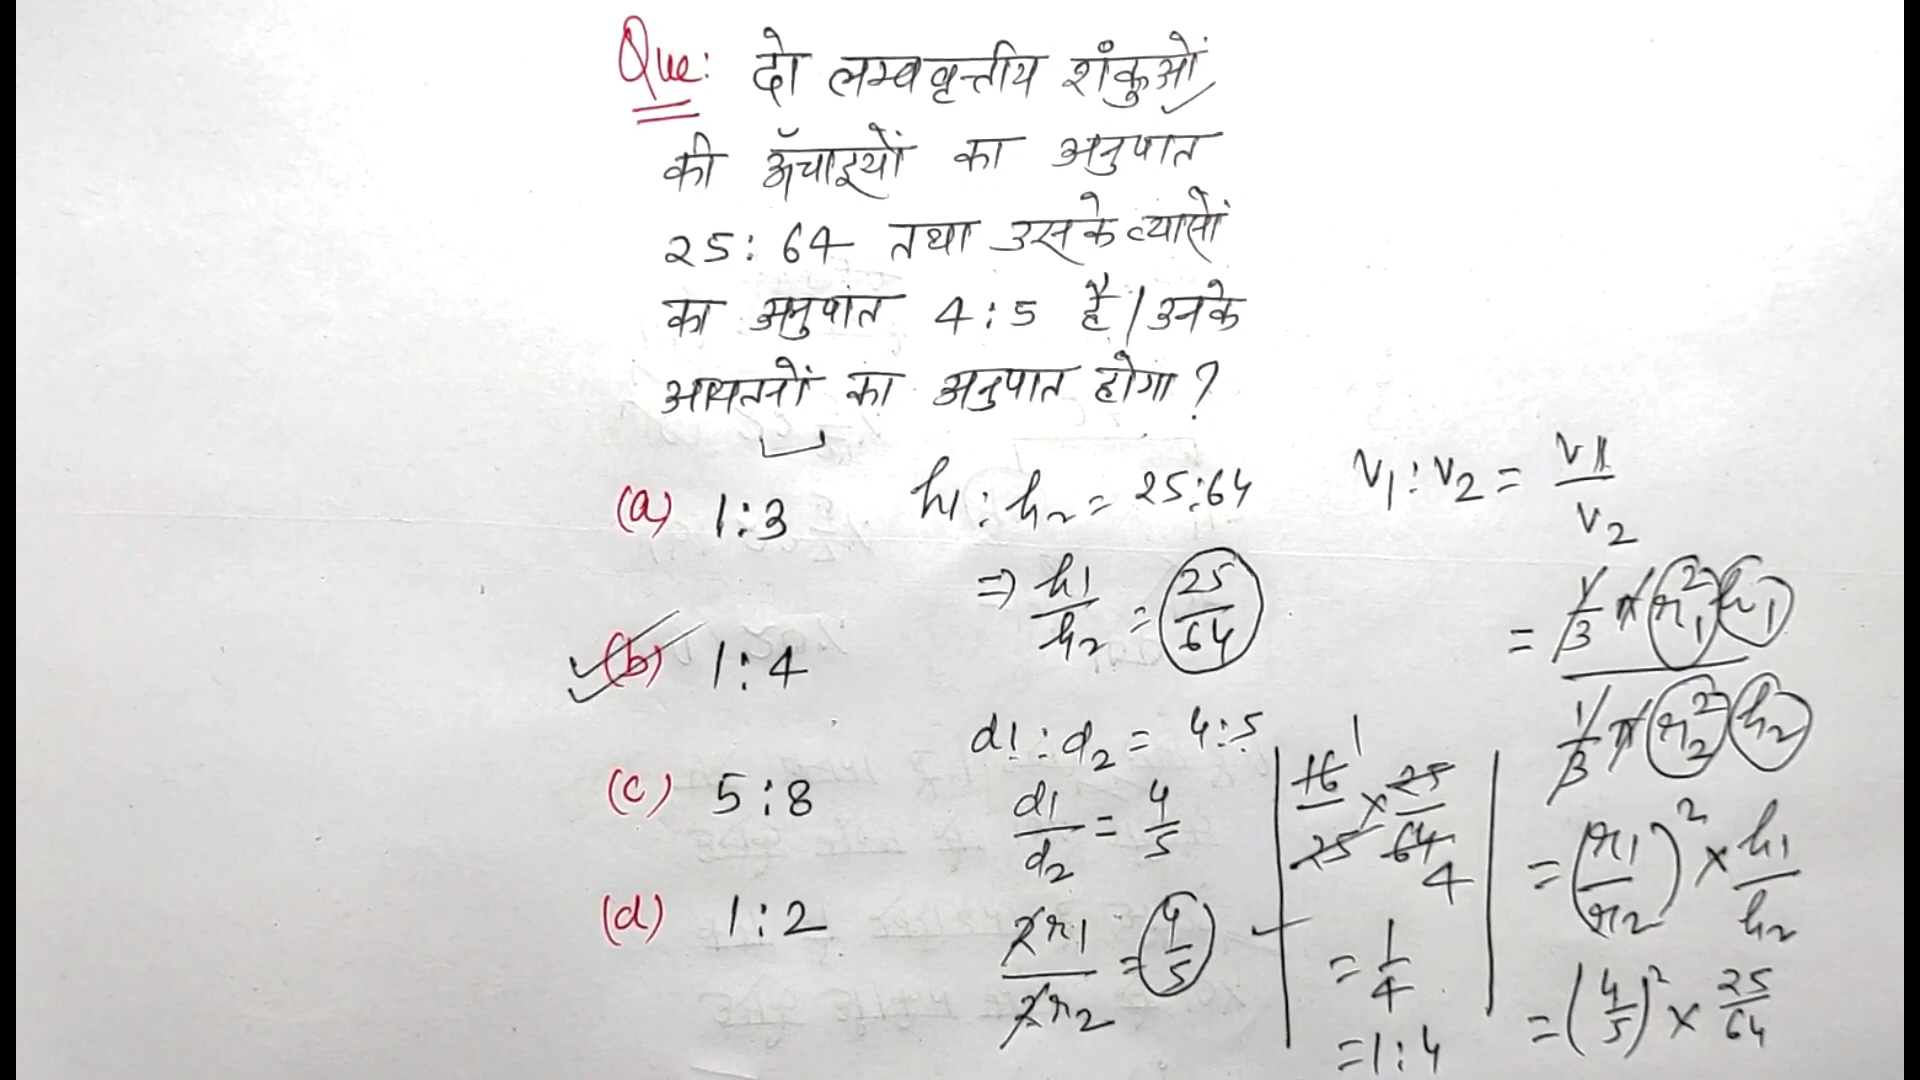 Que: दो लम्बवृत्तीय शंकुओं
की ऊँचाइयों का अनुपात
25: 64 तथा उसके व्यासों
का अनुपात 4:5 है। उनके
आयतनों का अनुपात होगा?
(a) 1:3
(b) 1:4
(c) 5:8
(d) 1:2
h1 : h2 = 25:64
⇒ h1/h2 = 25/64
d1 : d2 = 4:5
d1/d2 = 4/5
2r1/2r2 = 4/5
V1 : V2 = V1/V2
= 1/3 π r1² h1 / 1/3 π r2² h2
= (r1/r2)² × h1/h2
= (4/5)² × 25/64
16/25 × 25/64
1
4
= 1/4
= 1:4